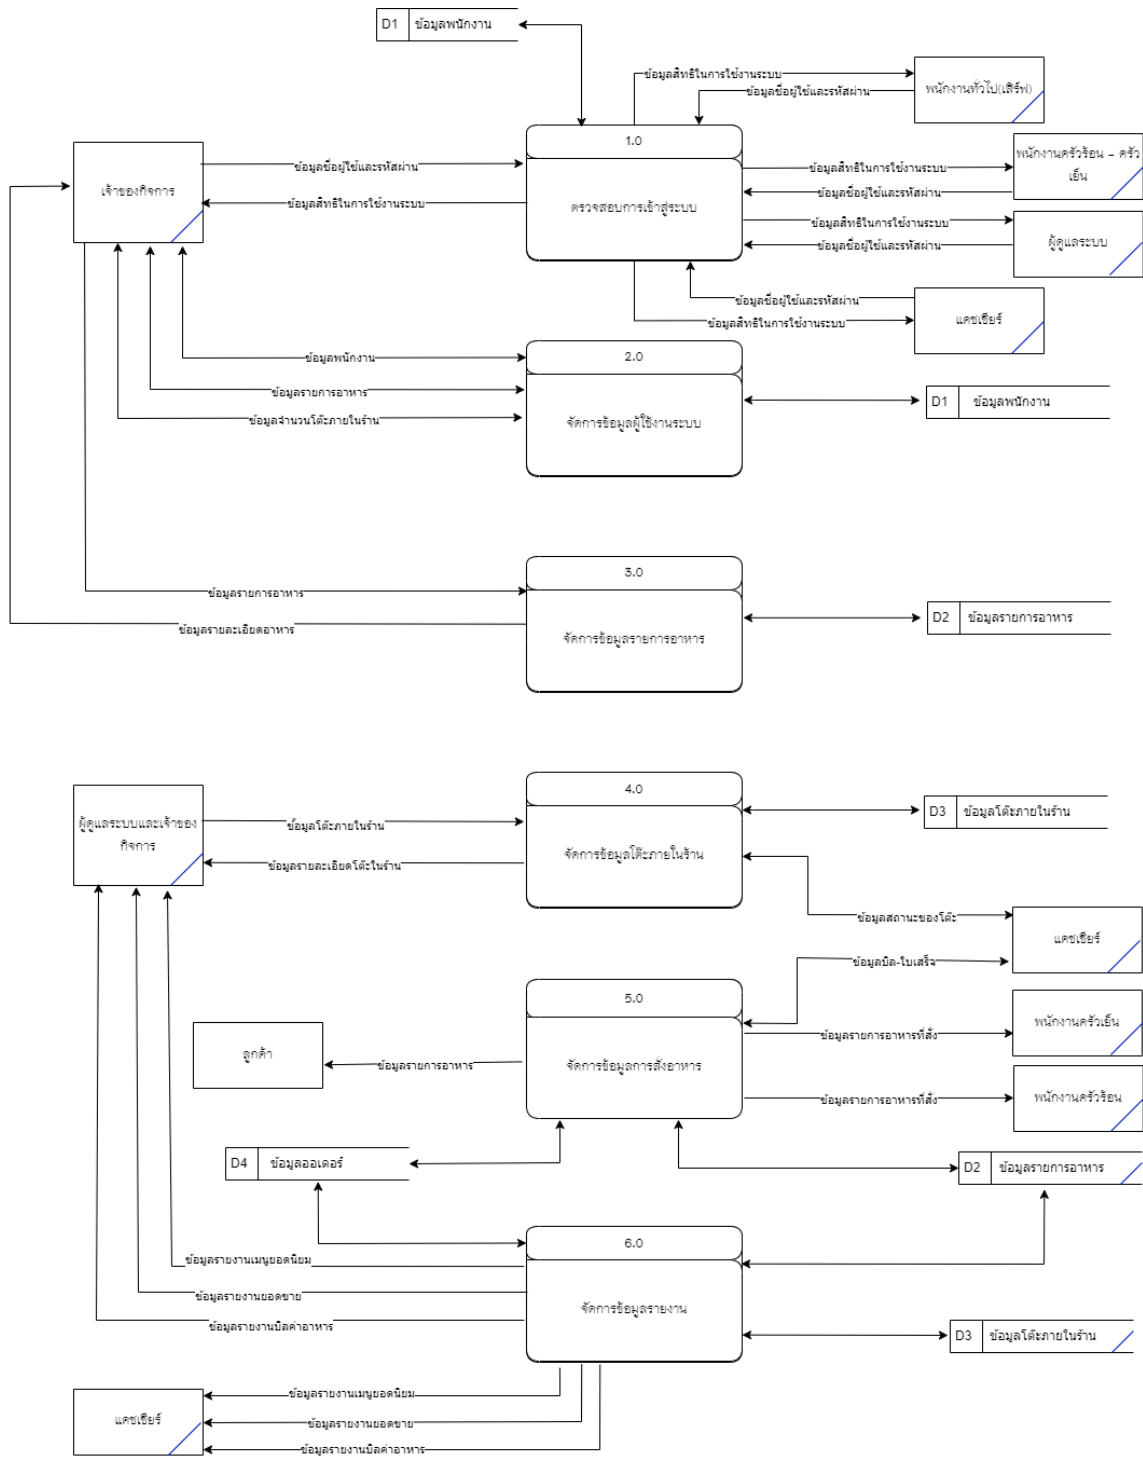 D1 ข้อมูลพนักงาน
ข้อมูลสิทธิในการใช้งานระบบ
ข้อมูลชื่อผู้ใช้และรหัสผ่าน
พนักงานทั่วไป(เสิร์ฟ)
1.0
ตรวจสอบการเข้าสู่ระบบ
เจ้าของกิจการ
ข้อมูลชื่อผู้ใช้และรหัสผ่าน
ข้อมูลสิทธิในการใช้งานระบบ
ข้อมูลสิทธิในการใช้งานระบบ
ข้อมูลชื่อผู้ใช้และรหัสผ่าน
พนักงานครัวร้อน - ครัว
เย็น
ข้อมูลสิทธิในการใช้งานระบบ
ข้อมูลชื่อผู้ใช้และรหัสผ่าน
ผู้ดูแลระบบ
ข้อมูลชื่อผู้ใช้และรหัสผ่าน
ข้อมูลสิทธิในการใช้งานระบบ
แคชเชียร์
2.0
จัดการข้อมูลผู้ใช้งานระบบ
ข้อมูลพนักงาน
ข้อมูลรายการอาหาร
ข้อมูลจำนวนโต๊ะภายในร้าน
D1 ข้อมูลพนักงาน
3.0
จัดการข้อมูลรายการอาหาร
ข้อมูลรายการอาหาร
ข้อมูลรายละเอียดอาหาร
D2 ข้อมูลรายการอาหาร
ผู้ดูแลระบบและเจ้าของ
กิจการ
4.0
จัดการข้อมูลโต๊ะภายในร้าน
ข้อมูลโต๊ะภายในร้าน
ข้อมูลรายละเอียดโต๊ะในร้าน
D3 ข้อมูลโต๊ะภายในร้าน
ข้อมูลสถานะของโต๊ะ
ข้อมูลบิล-ใบเสร็จ
แคชเชียร์
5.0
จัดการข้อมูลการสั่งอาหาร
ลูกค้า
ข้อมูลรายการอาหาร
ข้อมูลรายการอาหารที่สั่ง
พนักงานครัวเย็น
ข้อมูลรายการอาหารที่สั่ง
พนักงานครัวร้อน
D4 ข้อมูลออเดอร์
D2 ข้อมูลรายการอาหาร
6.0
จัดการข้อมูลรายงาน
ข้อมูลรายงานเมนูยอดนิยม
ข้อมูลรายงานยอดขาย
ข้อมูลรายงานบิลค่าอาหาร
D3 ข้อมูลโต๊ะภายในร้าน
แคชเชียร์
ข้อมูลรายงานเมนูยอดนิยม
ข้อมูลรายงานยอดขาย
ข้อมูลรายงานบิลค่าอาหาร